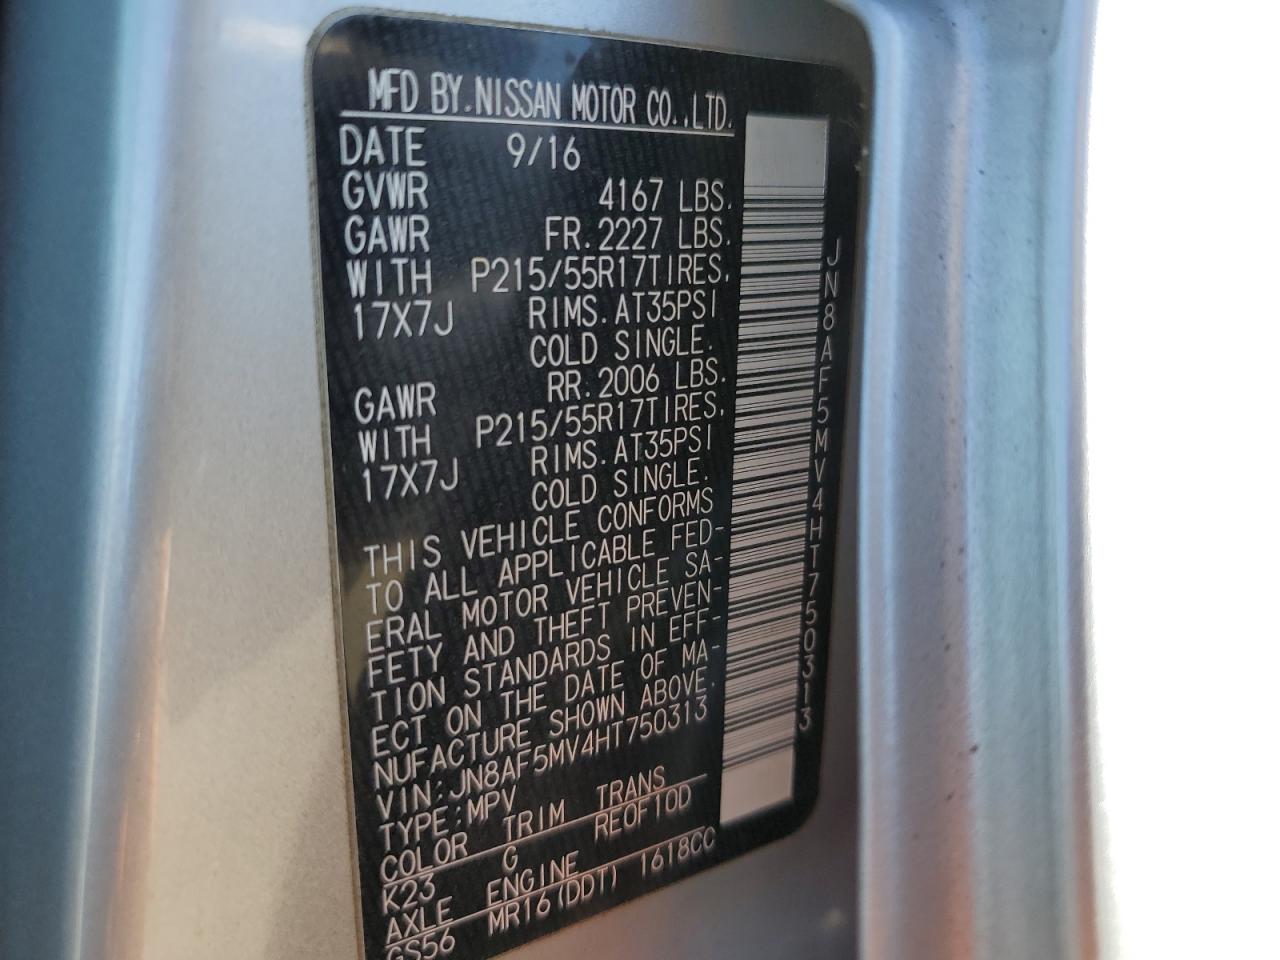 MFD BY.NISSAN MOTOR CO.,LTD.
DATE 9/16
GVWR 4167 LBS.
GAWR FR.2227 LBS.
WITH P215/55R17TIRES,
17X7J RIMS.AT35PSI
COLD SINGLE.
GAWR RR.2006 LBS.
WITH P215/55R17TIRES,
17X7J RIMS.AT35PSI
COLD SINGLE.
THIS VEHICLE CONFORMS
TO ALL APPLICABLE FED-
ERAL MOTOR VEHICLE SA-
FETY AND THEFT PREVEN-
TION STANDARDS IN EFF-
ECT ON THE DATE OF MA-
NUFACTURE SHOWN ABOVE.
VIN:JN8AF5MV4HT750313
TYPE:MPV
COLOR TRIM TRANS
K23 G RE0F10D
AXLE ENGINE
GS56 MR16(DDT) 1618CC
JN8AF5MV4HT750313